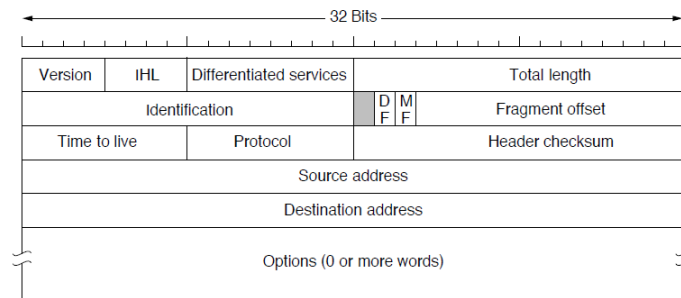 32 Bits
Version IHL Differentiated services Total length
Identification D F M F Fragment offset
Time to live Protocol Header checksum
Source address
Destination address
Options (0 or more words)